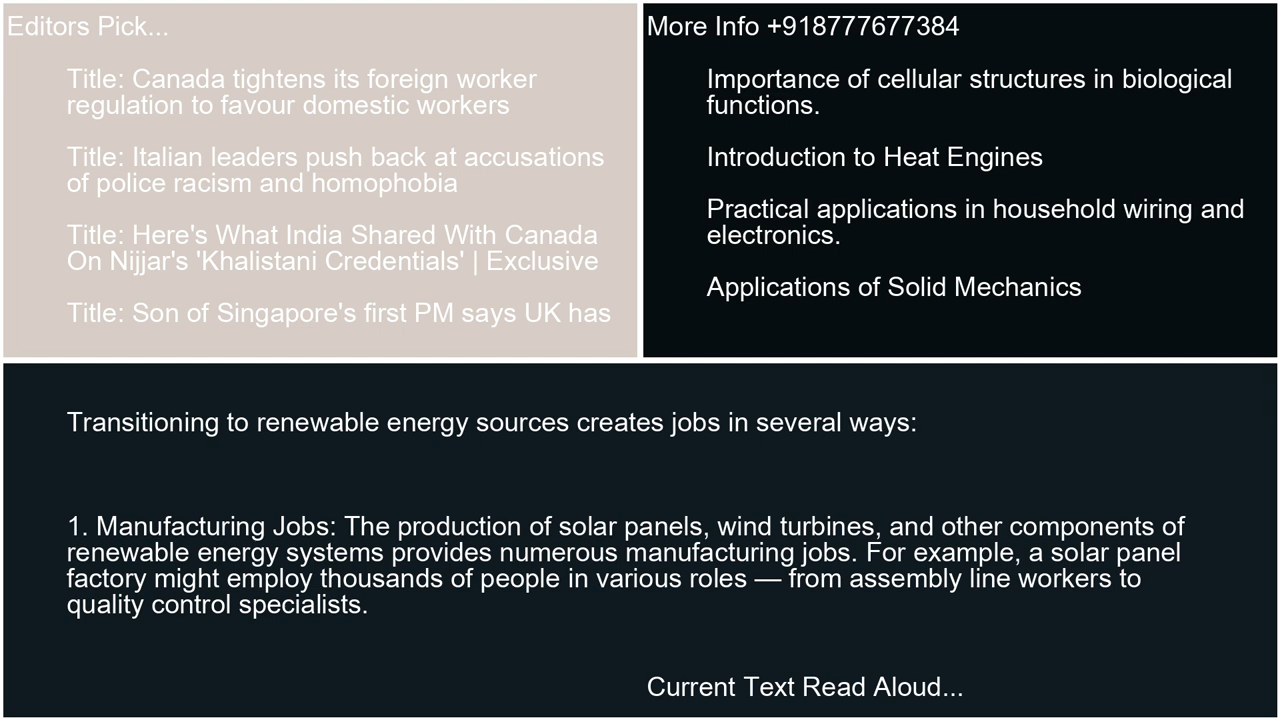 Editors Pick...
Title: Canada tightens its foreign worker
regulation to favour domestic workers
Title: Italian leaders push back at accusations
of police racism and homophobia
Title: Here's What India Shared With Canada
On Nijjar's 'Khalistani Credentials' | Exclusive
Title: Son of Singapore's first PM says UK has
More Info +918777677384
Importance of cellular structures in biological
functions.
Introduction to Heat Engines
Practical applications in household wiring and
electronics.
Applications of Solid Mechanics
Transitioning to renewable energy sources creates jobs in several ways:
1. Manufacturing Jobs: The production of solar panels, wind turbines, and other components of
renewable energy systems provides numerous manufacturing jobs. For example, a solar panel
factory might employ thousands of people in various roles — from assembly line workers to
quality control specialists.
Current Text Read Aloud...